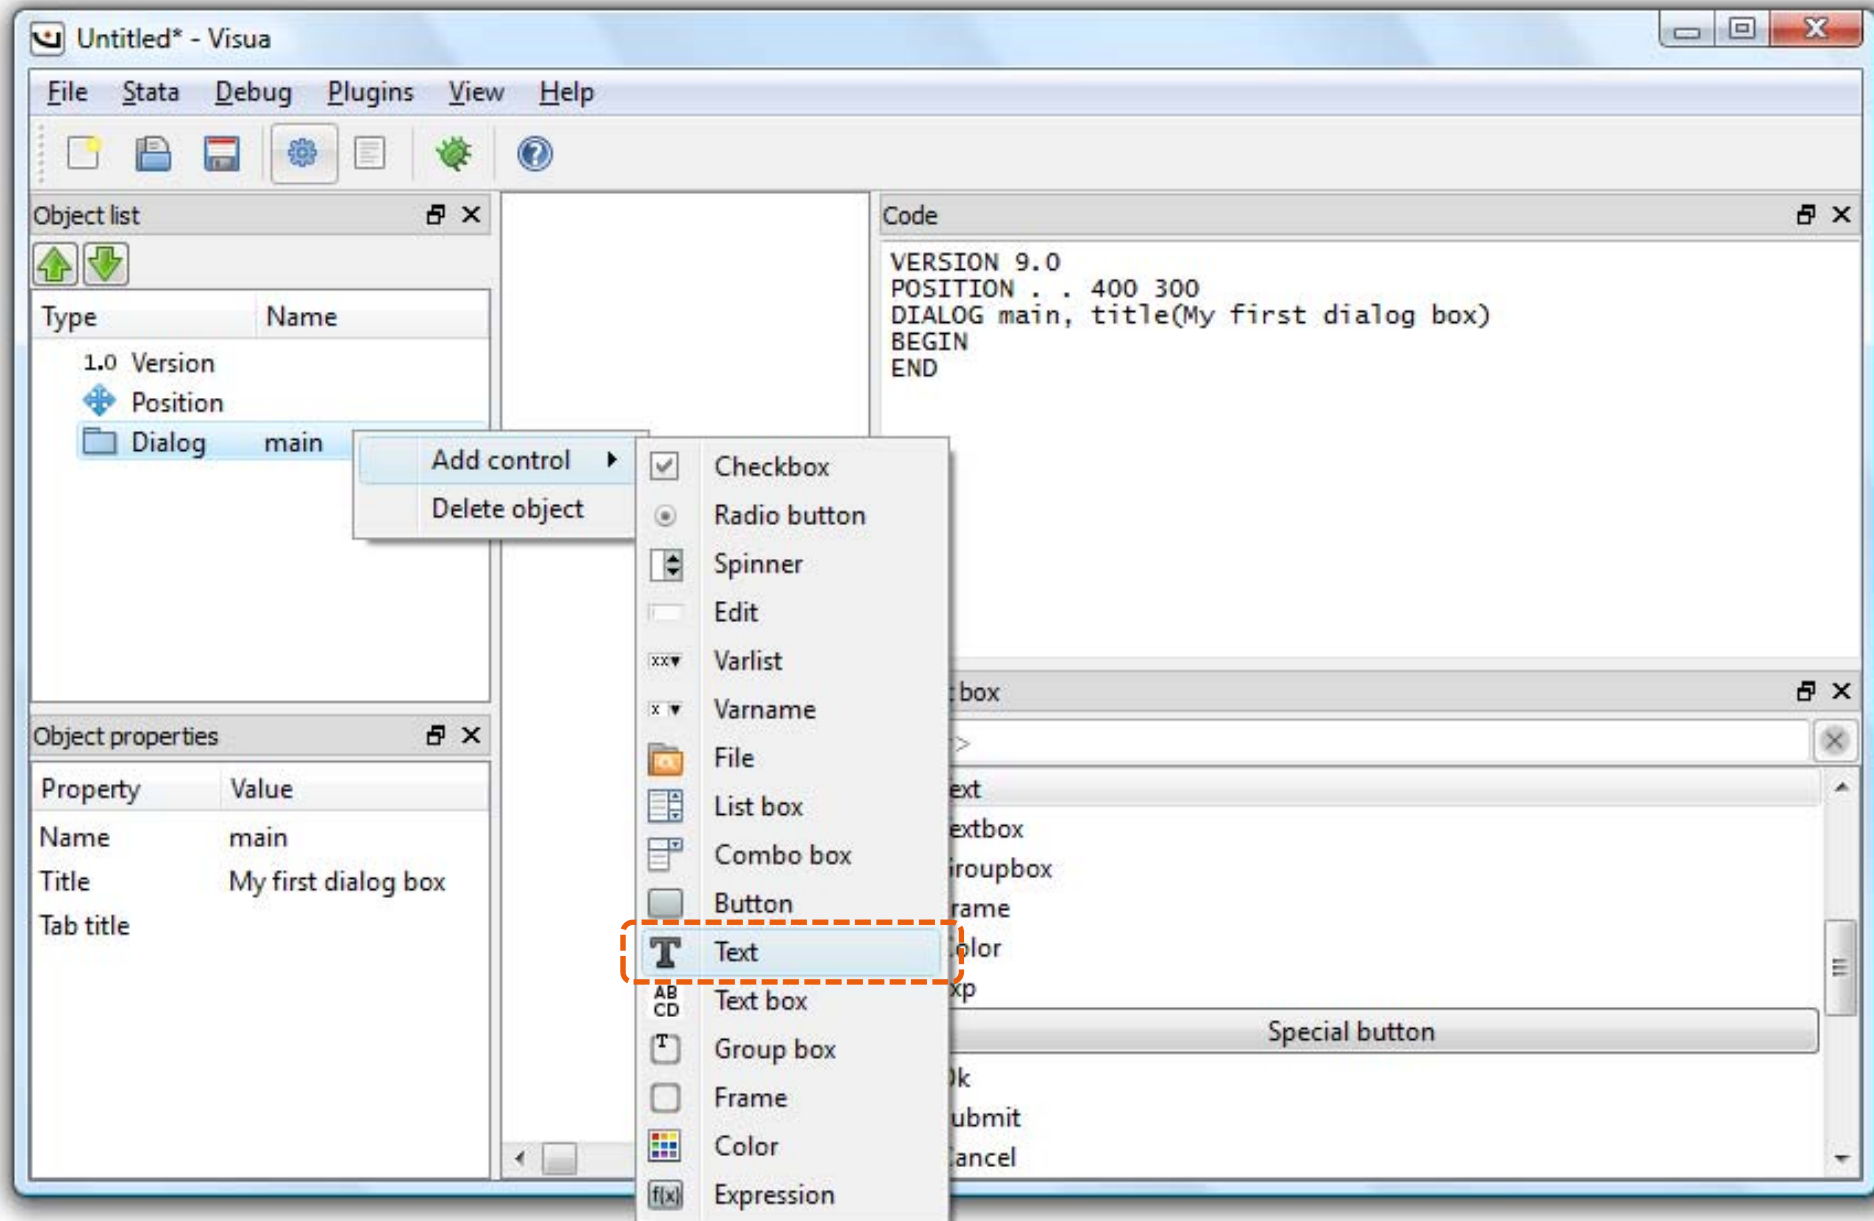 Untitled* - Visua
File Stata Debug Plugins View Help
Object list
Type Name
1.0 Version
Position
Dialog main
Object properties
Property Value
Name main
Title My first dialog box
Tab title
Add control
Delete object
Checkbox
Radio button
Spinner
Edit
xx Varlist
x Varname
File
List box
Combo box
Button
T Text
AB
CD Text box
T Group box
Frame
Color
f(x) Expression
Code
VERSION 9.0
POSITION . . 400 300
DIALOG main, title(My first dialog box)
BEGIN
END
box
>
ext
extbox
roupbox
rame
olor
xp
Special button
k
ubmit
ancel